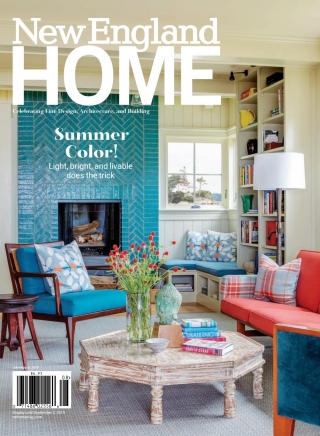 New England
HOME
Celebrating Fine Design, Architecture, and Building
Summer
Color!
Light, bright, and livable
does the trick